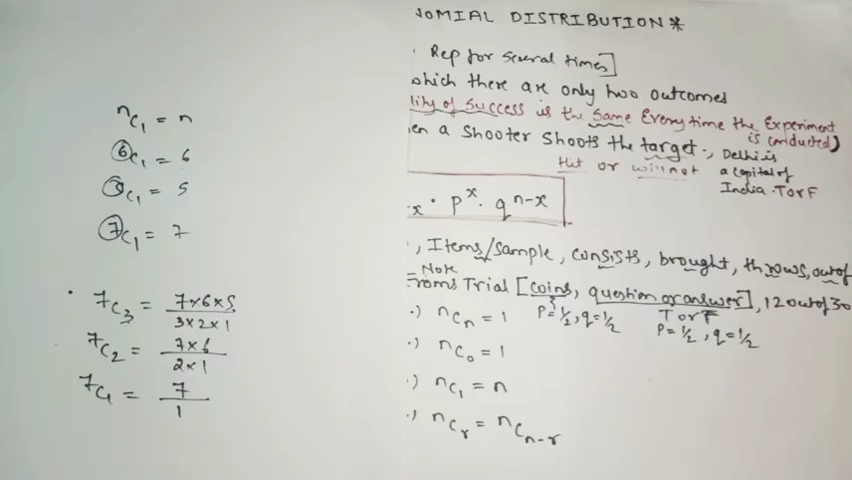 ⁿC₁ = n
⁶C₁ = 6
C₁ = 5
⁷C₁ = 7
• ⁷C₃ = 7×6×5 / 3×2×1
⁷C₂ = 7×6 / 2×1
⁷C₁ = 7 / 1
NOMIAL DISTRIBUTION *
. Rep for several times]
which there are only two outcomes
lity of success is the same Every time the Experiment is conducted)
en a shooter shoots the target., Delhi is
Hit or will not a capital of
India. T or F
x . p^x . q^n-x
, Items/sample, consists, brought, throws, out of
Note
Trial [coins, question or answer], 12 out of 30
.) ⁿCₙ = 1 P=1/2, q=1/2 T or F
P=1/2, q=1/2
.) ⁿC₀ = 1
.) ⁿC₁ = n
.) ⁿCᵣ = ⁿCₙ₋ᵣ